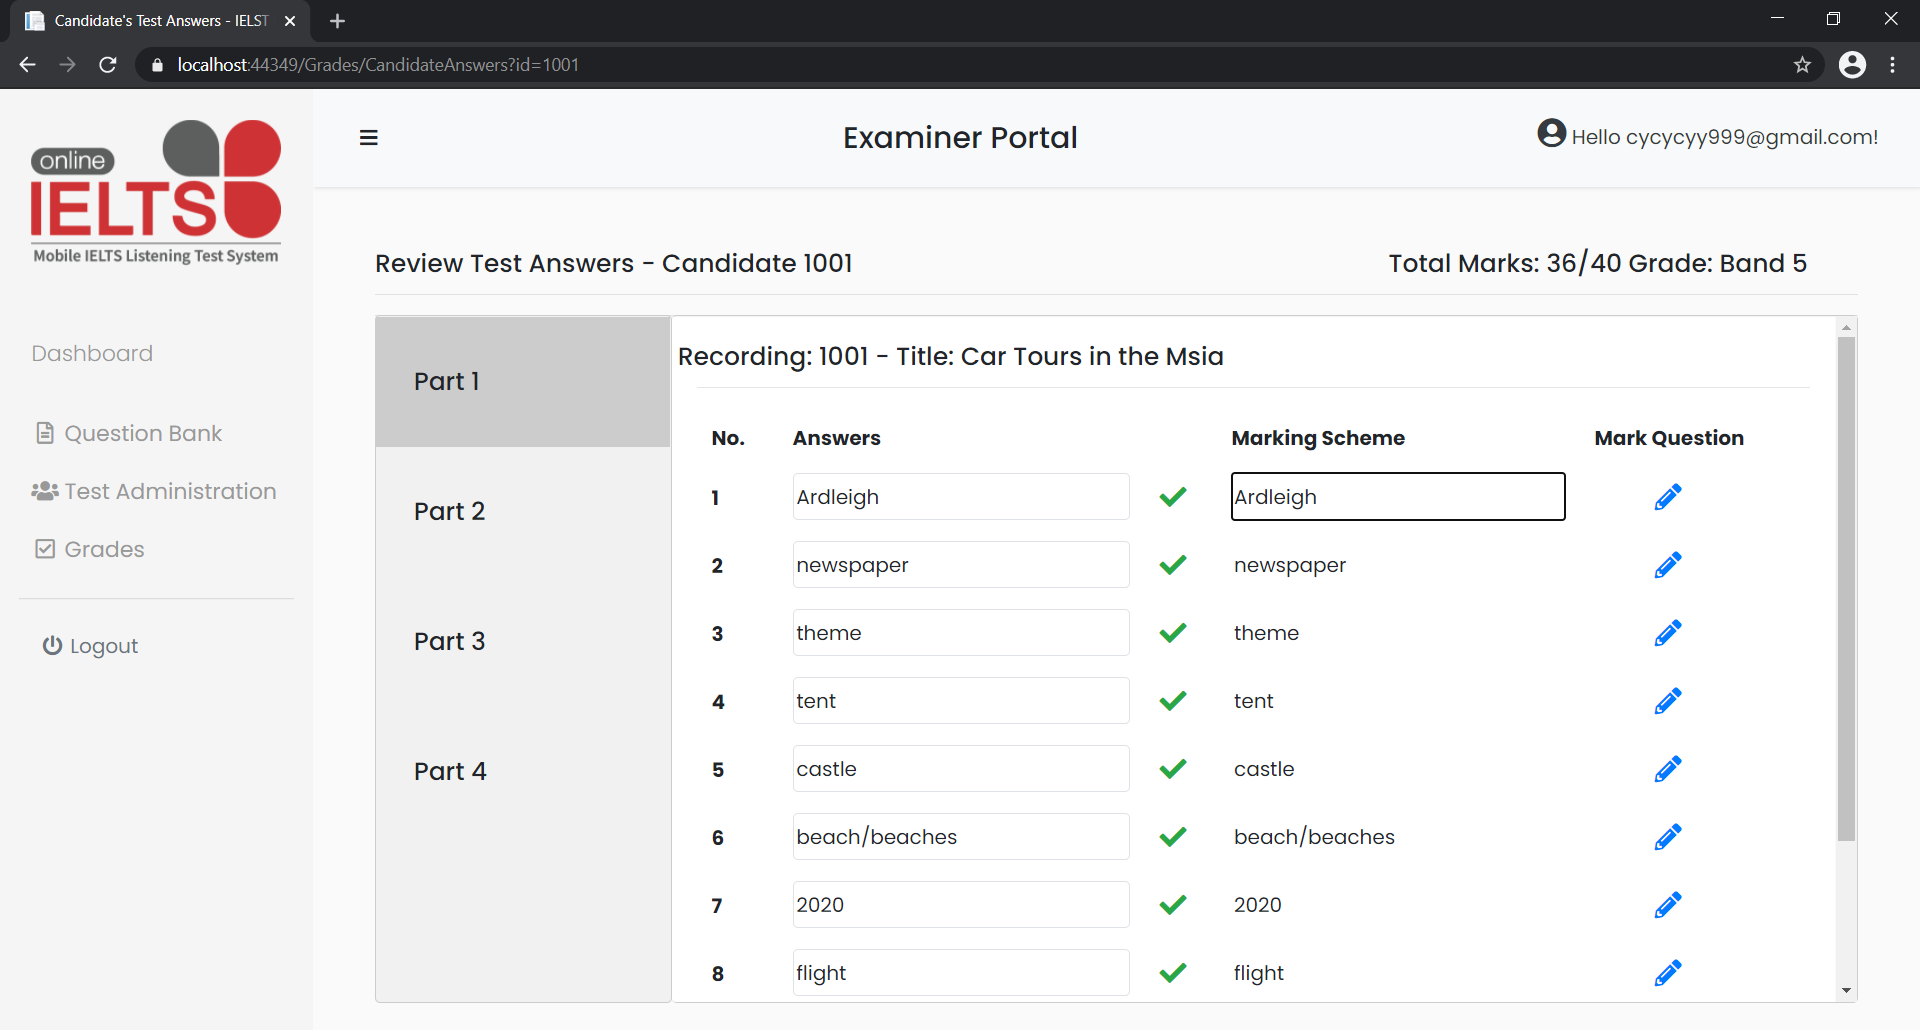 Candidate's Test Answers - IELST
localhost:44349/Grades/CandidateAnswers?id=1001
online
IELTS
Mobile IELTS Listening Test System
Examiner Portal
Hello cycycyy999@gmail.com!
Dashboard
Question Bank
Test Administration
Grades
Logout
Review Test Answers - Candidate 1001
Total Marks: 36/40 Grade: Band 5
Part 1
Part 2
Part 3
Part 4
Recording: 1001 - Title: Car Tours in the Msia
No. Answers Marking Scheme Mark Question
1 Ardleigh Ardleigh
2 newspaper newspaper
3 theme theme
4 tent tent
5 castle castle
6 beach/beaches beach/beaches
7 2020 2020
8 flight flight